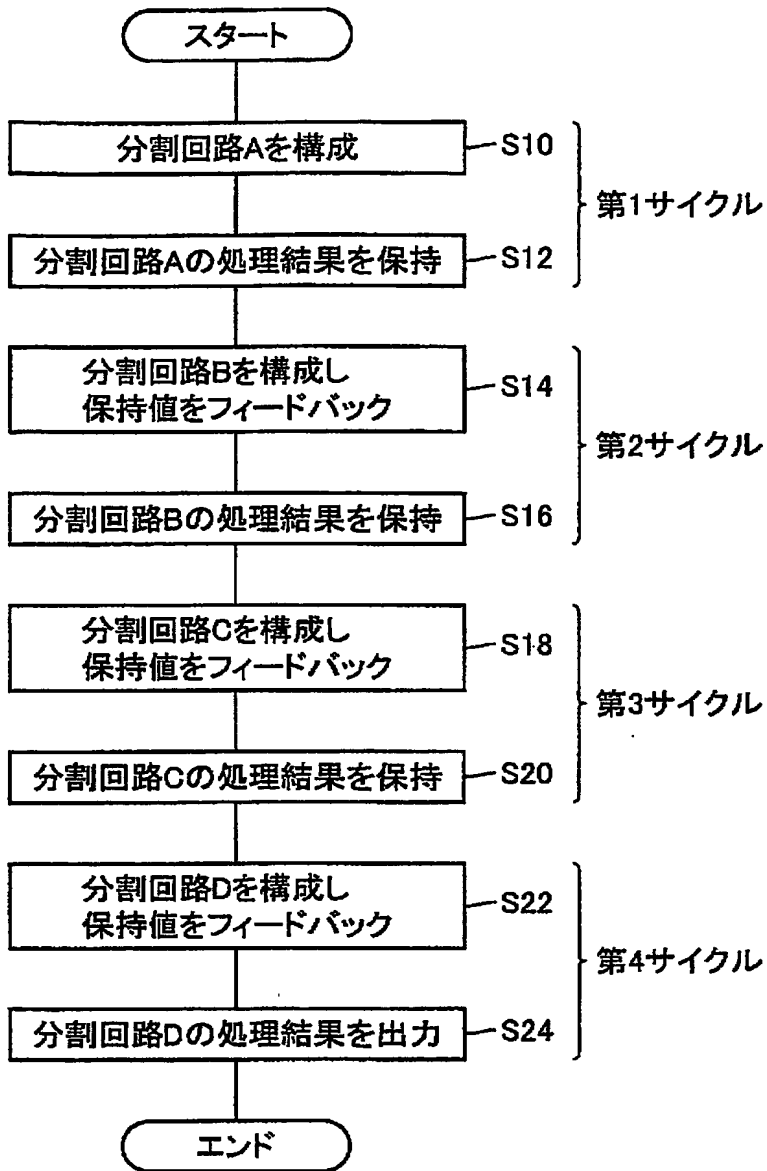 スタート
分割回路Aを構成
S10
第1サイクル
分割回路Aの処理結果を保持
S12
分割回路Bを構成し
保持値をフィードバック
S14
第2サイクル
分割回路Bの処理結果を保持
S16
分割回路Cを構成し
保持値をフィードバック
S18
第3サイクル
分割回路Cの処理結果を保持
S20
分割回路Dを構成し
保持値をフィードバック
S22
第4サイクル
分割回路Dの処理結果を出力
S24
エンド